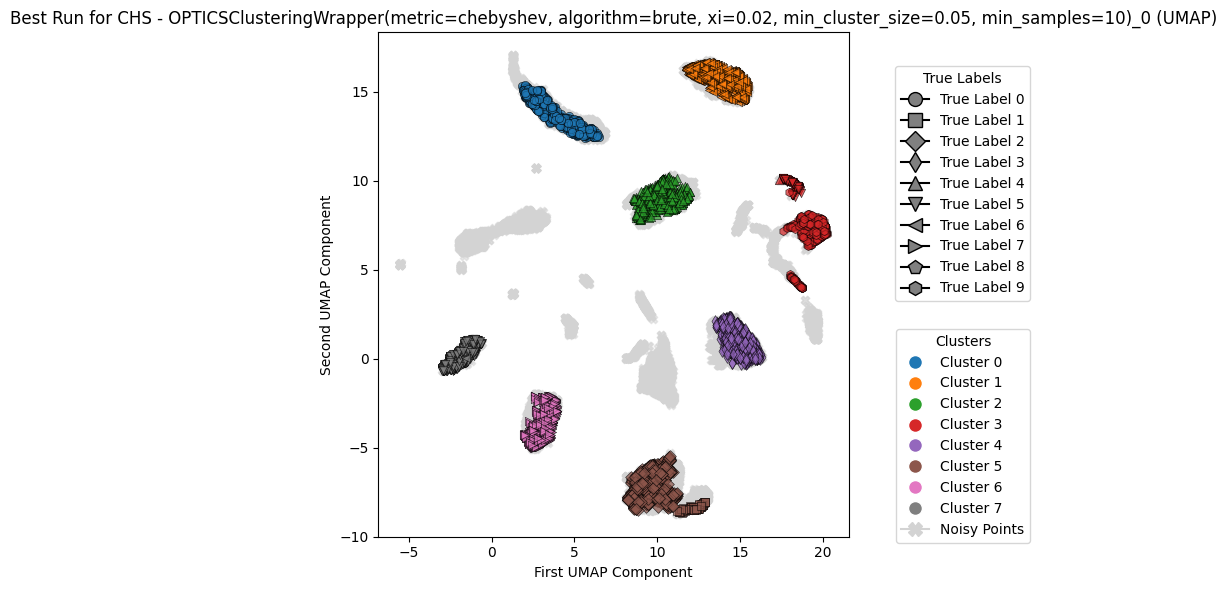 Best Run for CHS - OPTICSClusteringWrapper(metric=chebyshev, algorithm=brute, xi=0.02, min_cluster_size=0.05, min_samples=10)_0 (UMAP)
15
10
5
0
−5
−10
Second UMAP Component
−5
0
5
10
15
20
First UMAP Component
True Labels
True Label 0
True Label 1
True Label 2
True Label 3
True Label 4
True Label 5
True Label 6
True Label 7
True Label 8
True Label 9
Clusters
Cluster 0
Cluster 1
Cluster 2
Cluster 3
Cluster 4
Cluster 5
Cluster 6
Cluster 7
Noisy Points